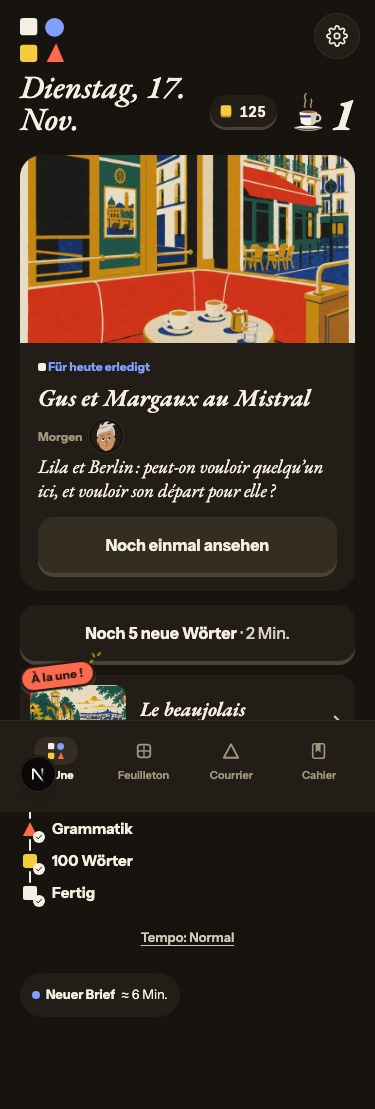 Dienstag, 17.
Nov.
125
1
Für heute erledigt
Gus et Margaux au Mistral
Morgen
Lila et Berlin : peut-on vouloir quelqu’un
ici, et vouloir son départ pour elle ?
Noch einmal ansehen
Noch 5 neue Wörter · 2 Min.
À la une !
Le beaujolais
N
Une
Feuilleton
Courrier
Cahier
Grammatik
100 Wörter
Fertig
Tempo: Normal
Neuer Brief ≈ 6 Min.